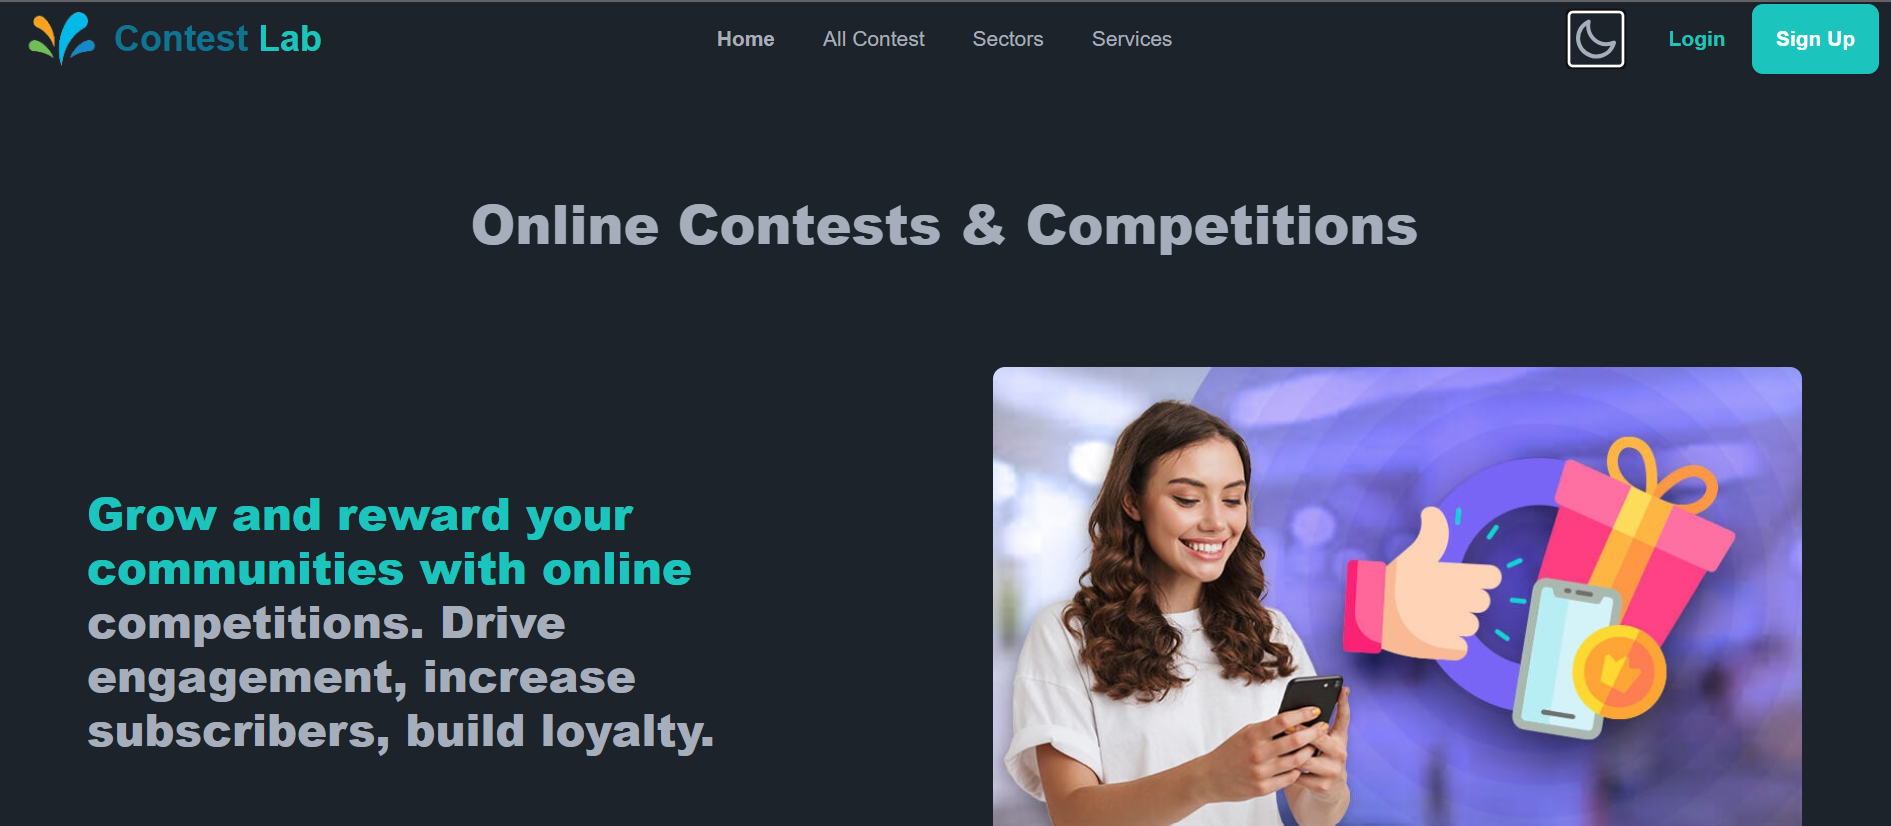 Contest Lab
Home
All Contest
Sectors
Services
Login
Sign Up
Online Contests & Competitions
Grow and reward your
communities with online
competitions. Drive
engagement, increase
subscribers, build loyalty.